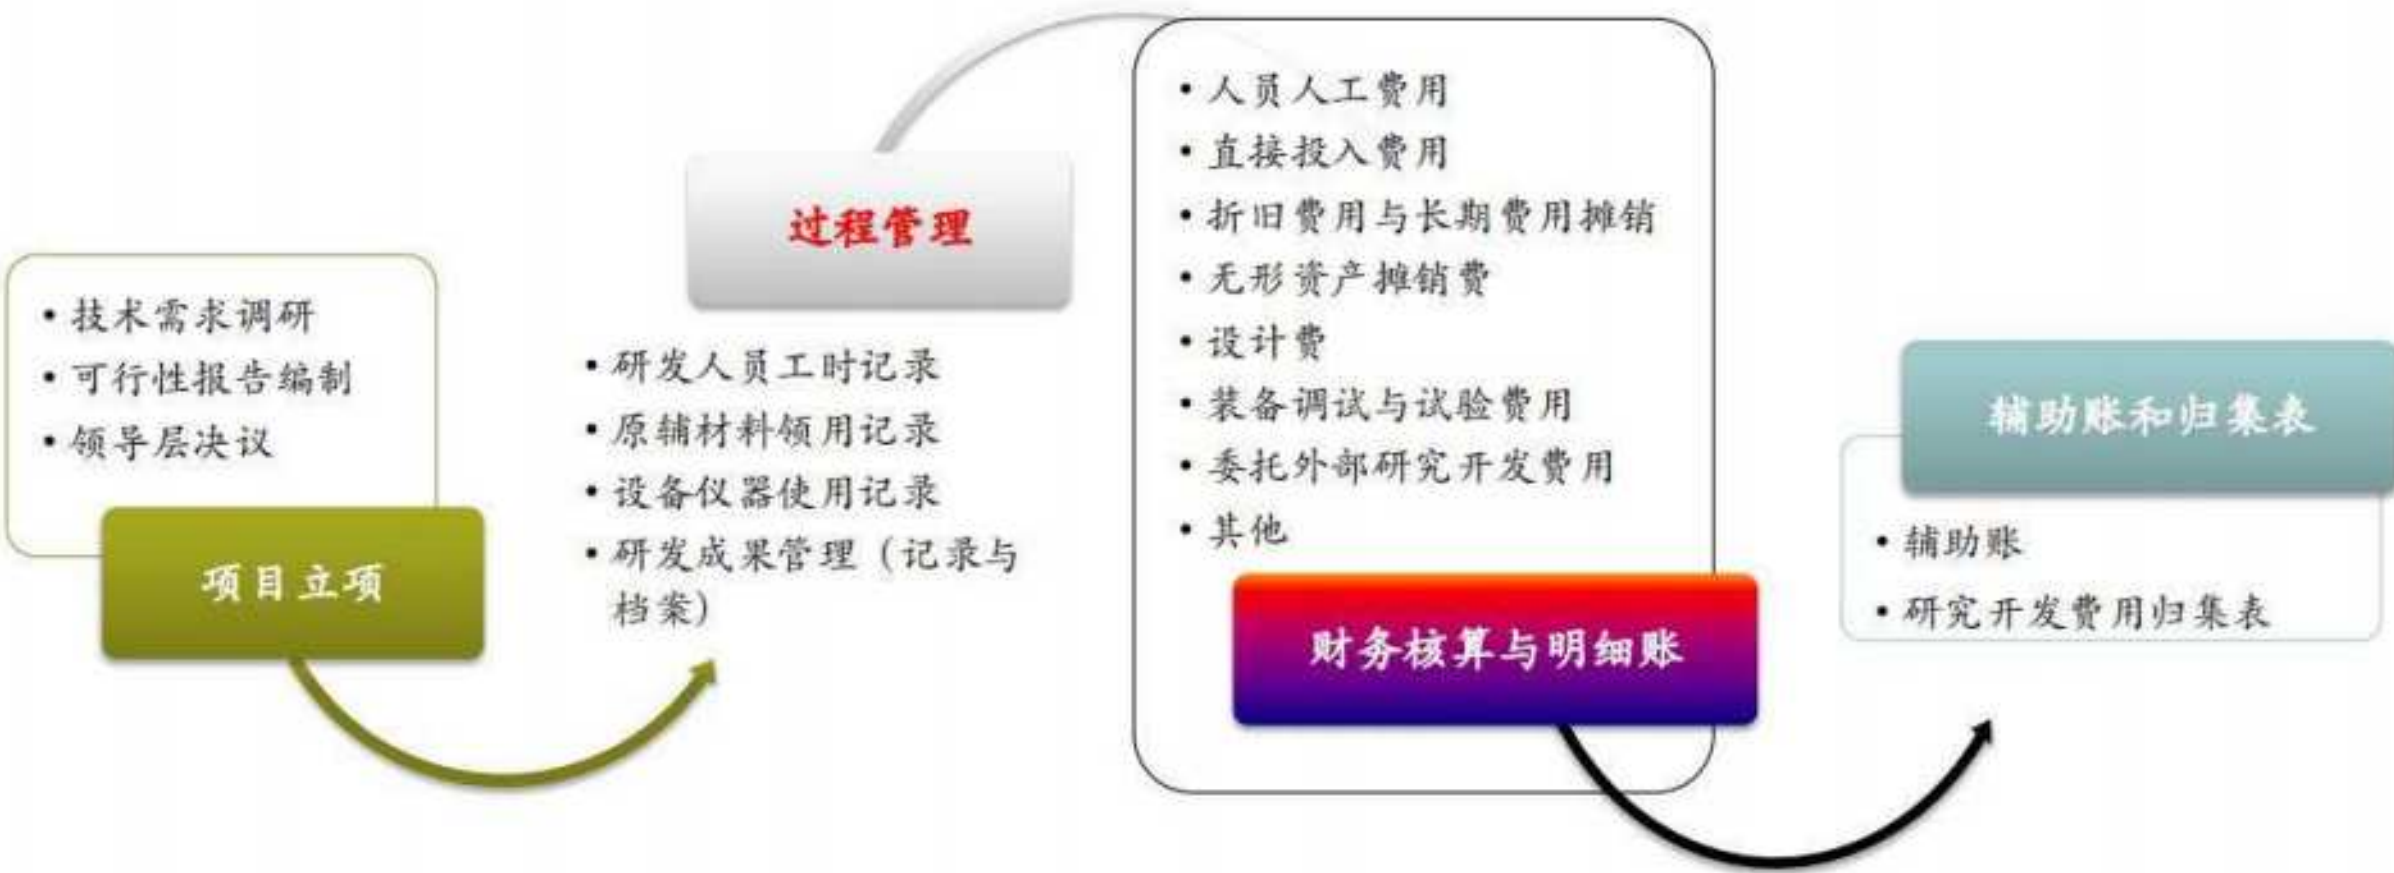 • 技术需求调研
• 可行性报告编制
• 领导层决议
项目立项
过程管理
• 研发人员工时记录
• 原辅材料领用记录
• 设备仪器使用记录
• 研发成果管理（记录与
档案）
• 人员人工费用
• 直接投入费用
• 折旧费用与长期费用摊销
• 无形资产摊销费
• 设计费
• 装备调试与试验费用
• 委托外部研究开发费用
• 其他
财务核算与明细账
辅助账和归集表
• 辅助账
• 研究开发费用归集表